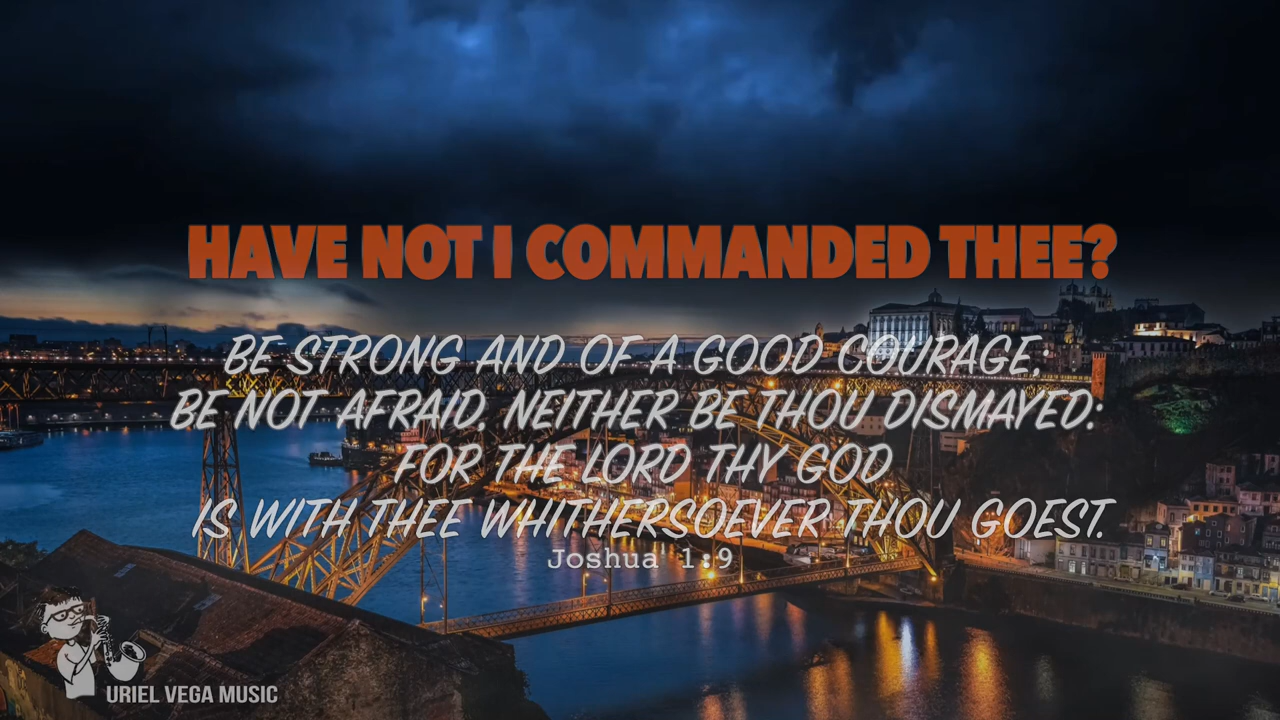 HAVE NOT I COMMANDED THEE?
BE STRONG AND OF A GOOD COURAGE;
BE NOT AFRAID, NEITHER BE THOU DISMAYED:
FOR THE LORD THY GOD
IS WITH THEE WHITHERSOEVER THOU GOEST.
Joshua 1:9
URIEL VEGA MUSIC